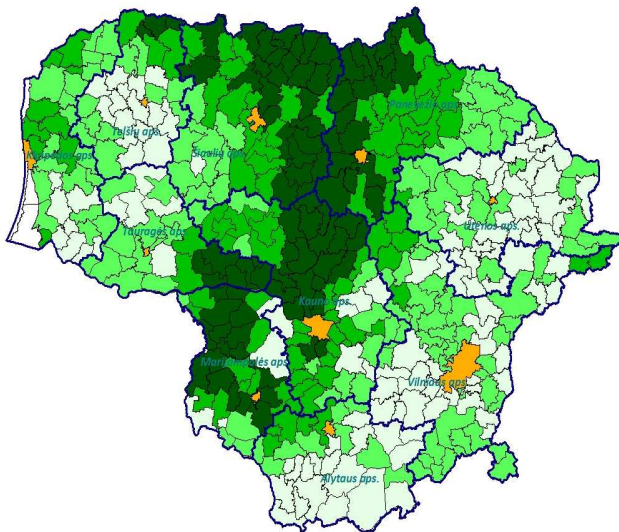 Panevėžio aps.
Telšių aps.
Šiaulių aps.
Klaipėdos aps.
Utenos aps.
Tauragės aps.
Kauno aps.
Marijampolės aps.
Vilniaus aps.
Alytaus aps.